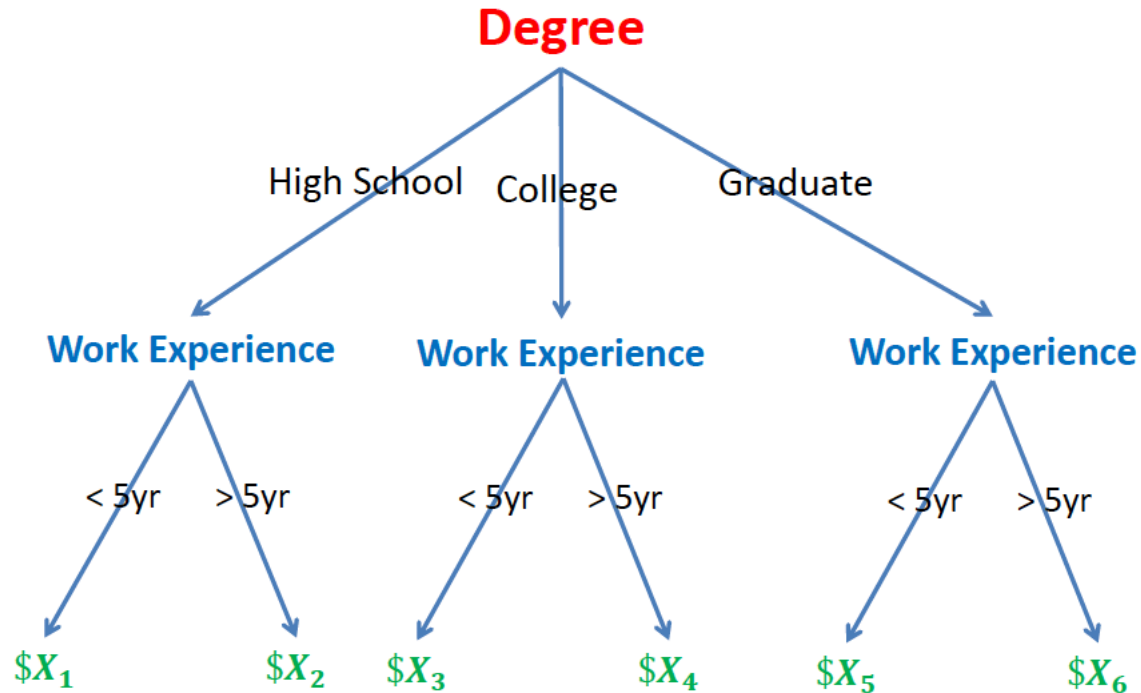 Degree
High School
College
Graduate
Work Experience
Work Experience
Work Experience
< 5yr
> 5yr
< 5yr
> 5yr
< 5yr
> 5yr
$X₁
$X₂
$X₃
$X₄
$X₅
$X₆